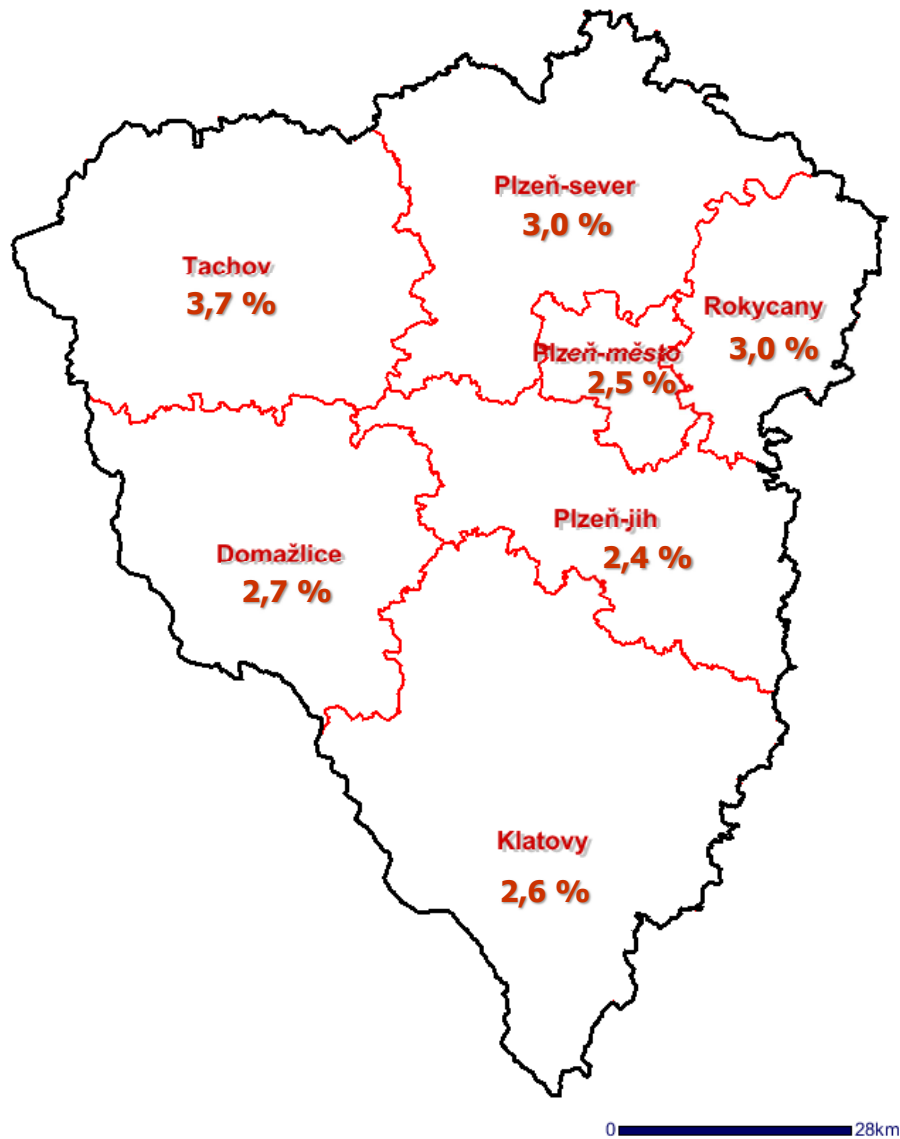 Plzeň-sever
3,0 %
Tachov
3,7 %
Rokycany
3,0 %
Plzeň-město
2,5 %
Plzeň-jih
2,4 %
Domažlice
2,7 %
Klatovy
2,6 %
0 28km